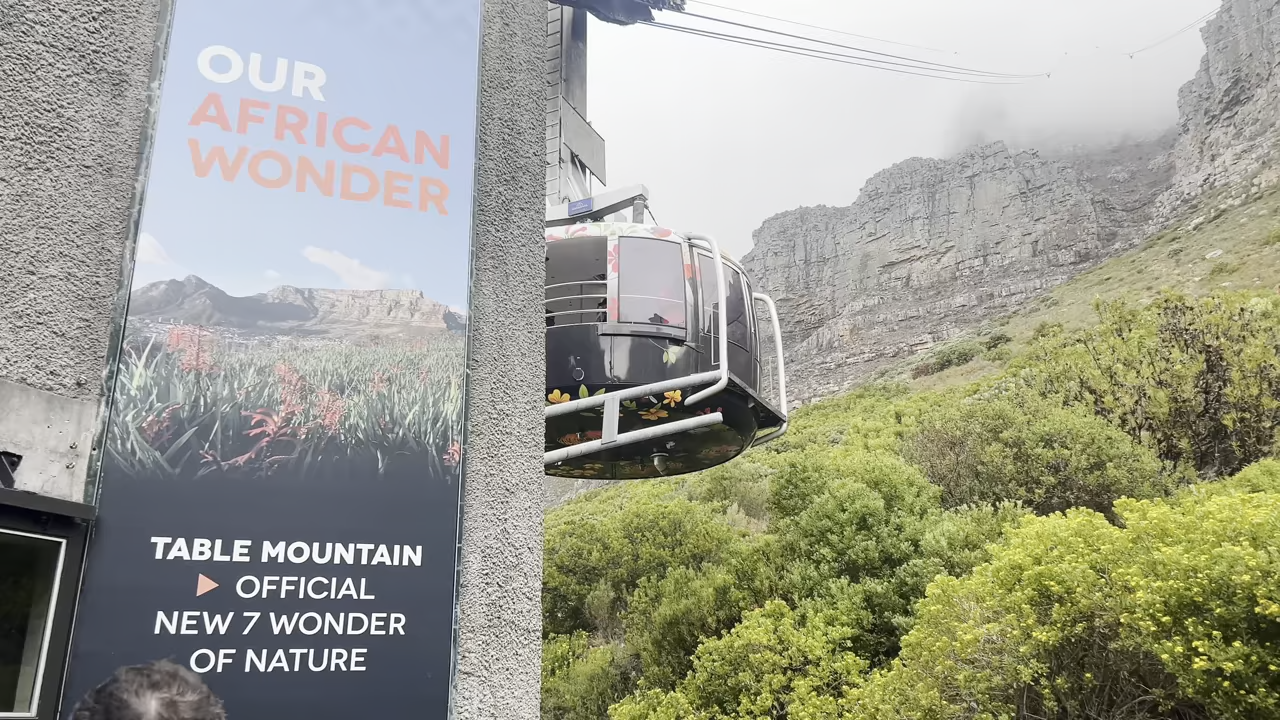 OUR
AFRICAN
WONDER
TABLE MOUNTAIN
OFFICIAL
NEW 7 WONDER
OF NATURE